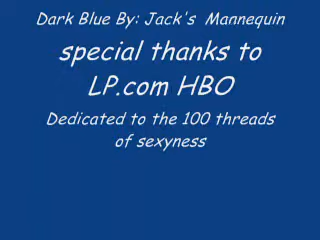 Dark Blue By: Jack's Mannequin
special thanks to
LP.com HBO
Dedicated to the 100 threads
of sexyness